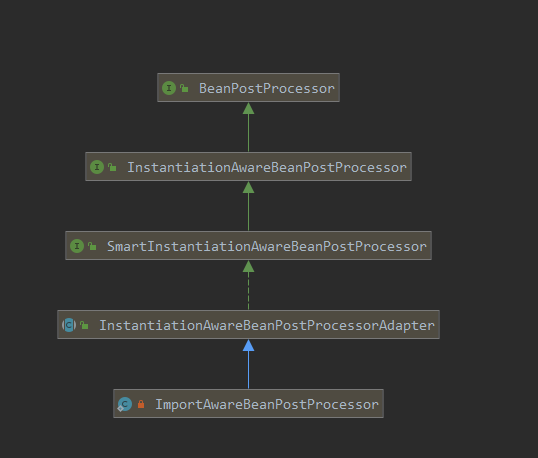 BeanPostProcessor
InstantiationAwareBeanPostProcessor
SmartInstantiationAwareBeanPostProcessor
InstantiationAwareBeanPostProcessorAdapter
ImportAwareBeanPostProcessor